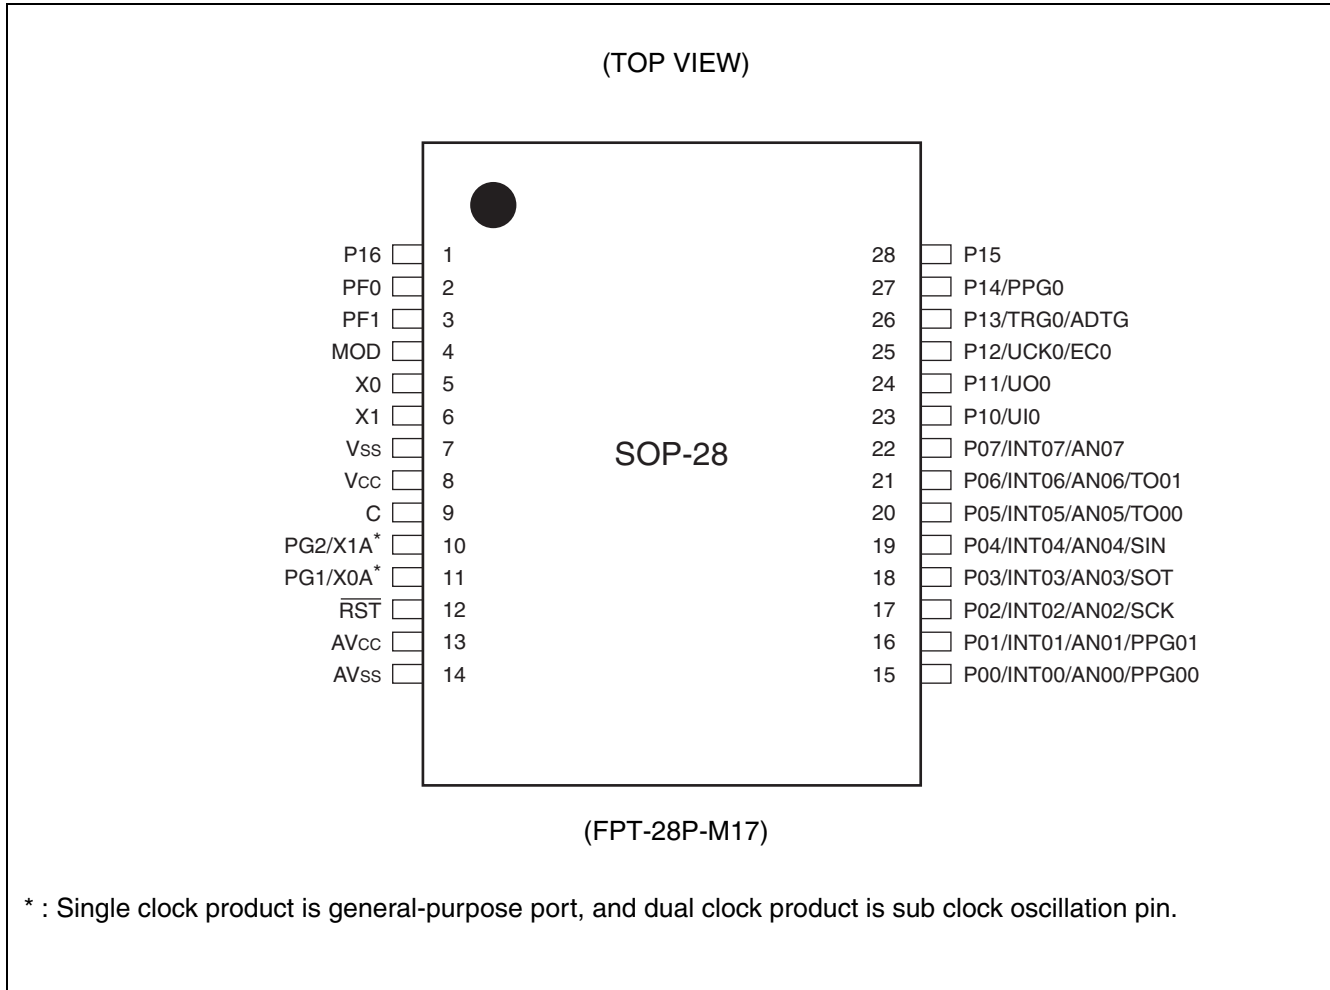 (TOP VIEW)
P16 1 28 P15
PF0 2 27 P14/PPG0
PF1 3 26 P13/TRG0/ADTG
MOD 4 25 P12/UCK0/EC0
X0 5 24 P11/UO0
X1 6 23 P10/UI0
Vss 7 SOP-28 22 P07/INT07/AN07
Vcc 8 21 P06/INT06/AN06/TO01
C 9 20 P05/INT05/AN05/TO00
PG2/X1A* 10 19 P04/INT04/AN04/SIN
PG1/X0A* 11 18 P03/INT03/AN03/SOT
R̅S̅T̅ 12 17 P02/INT02/AN02/SCK
AVcc 13 16 P01/INT01/AN01/PPG01
AVss 14 15 P00/INT00/AN00/PPG00
(FPT-28P-M17)
* : Single clock product is general-purpose port, and dual clock product is sub clock oscillation pin.